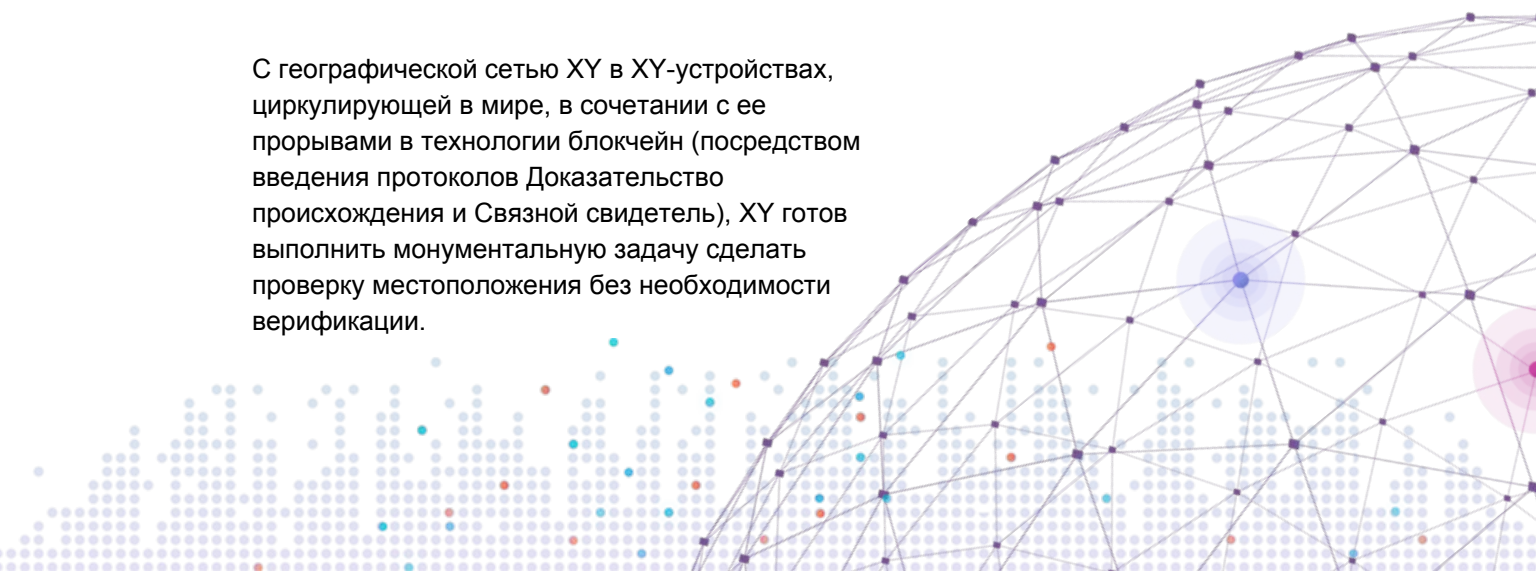 С географической сетью XY в XY-устройствах,
циркулирующей в мире, в сочетании с ее
прорывами в технологии блокчейн (посредством
введения протоколов Доказательство
происхождения и Связной свидетель), XY готов
выполнить монументальную задачу сделать
проверку местоположения без необходимости
верификации.